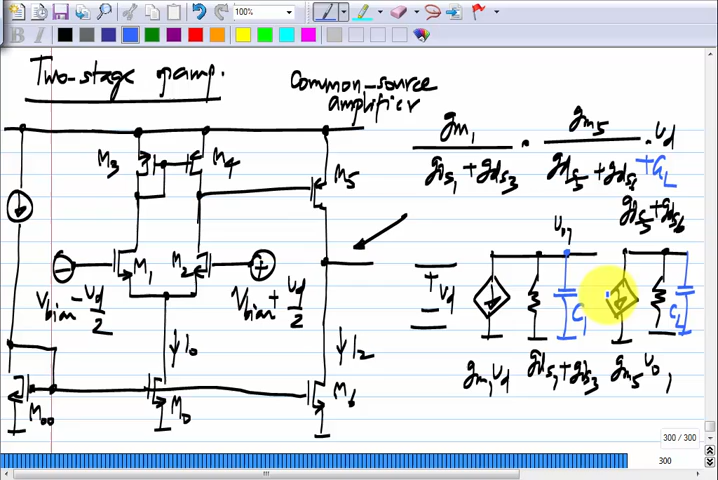 100%
Two-stage opamp.
Common-source
amplifier
gm1
gds1 + gds3
.
gm5
gds5 + gds6
. vd
+GL
gds5 + gds6
M3
M4
M5
M1
M2
Vbias - vd/2
Vbias + vd/2
I0
I2
M00
M0
M6
+
vd
-
vo1
C1
CL
gm1 vd
gds1 + gds3
gm5 vo1
300 / 300
300